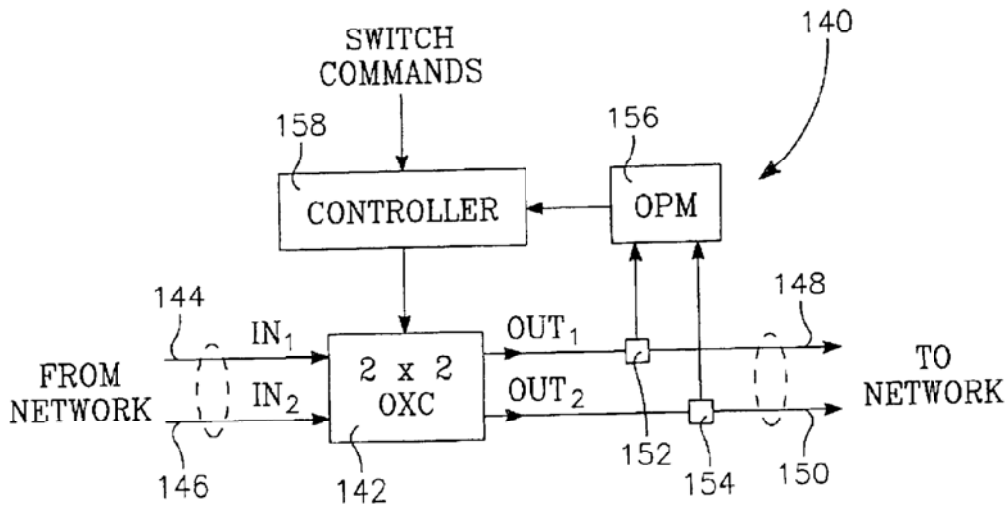 140
SWITCH
COMMANDS
158
156
CONTROLLER
OPM
144
148
IN1
OUT1
FROM
NETWORK
2 x 2
OXC
TO
NETWORK
IN2
OUT2
146
142
152
154
150